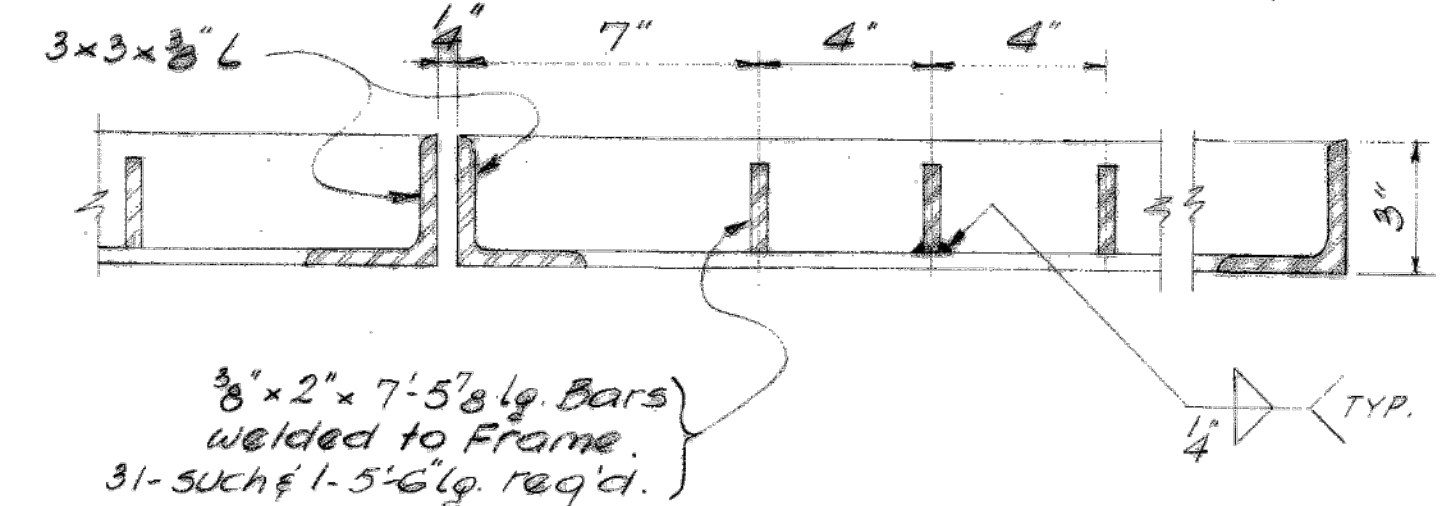 1/4"
7"
4"
4"
3 x 3 x 3/8" L
3"
3/8" x 2" x 7'-5 7/8 lg. Bars
welded to Frame.
31- such & 1-5'-6" lg. req'd.
1/4"
TYP.